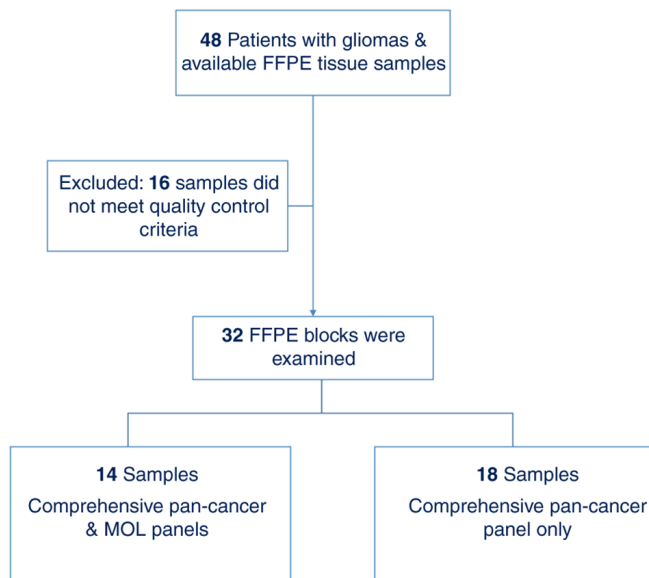 48 Patients with gliomas &
available FFPE tissue samples
Excluded: 16 samples did
not meet quality control
criteria
32 FFPE blocks were
examined
14 Samples
Comprehensive pan-cancer
& MOL panels
18 Samples
Comprehensive pan-cancer
panel only